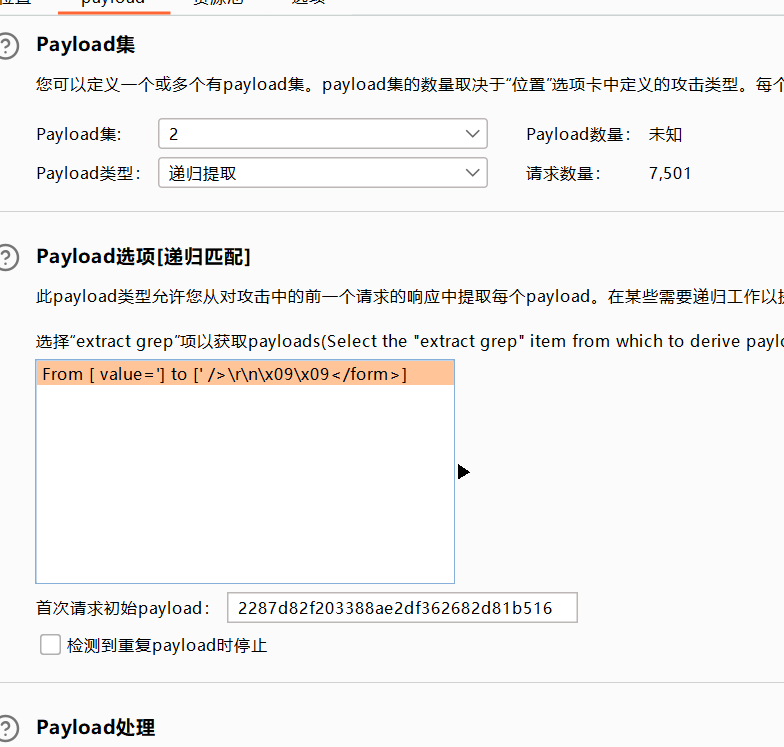 payload
Payload集
您可以定义一个或多个有payload集。payload集的数量取决于“位置”选项卡中定义的攻击类型。每个
Payload集: 2 Payload数量: 未知
Payload类型: 递归提取 请求数量: 7,501
Payload选项[递归匹配]
此payload类型允许您从对攻击中的前一个请求的响应中提取每个payload。在某些需要递归工作以
选择“extract grep”项以获取payloads(Select the "extract grep" item from which to derive paylo
From [ value='] to [' />\r\n\x09\x09</form>]
首次请求初始payload: 2287d82f203388ae2df362682d81b516
检测到重复payload时停止
Payload处理